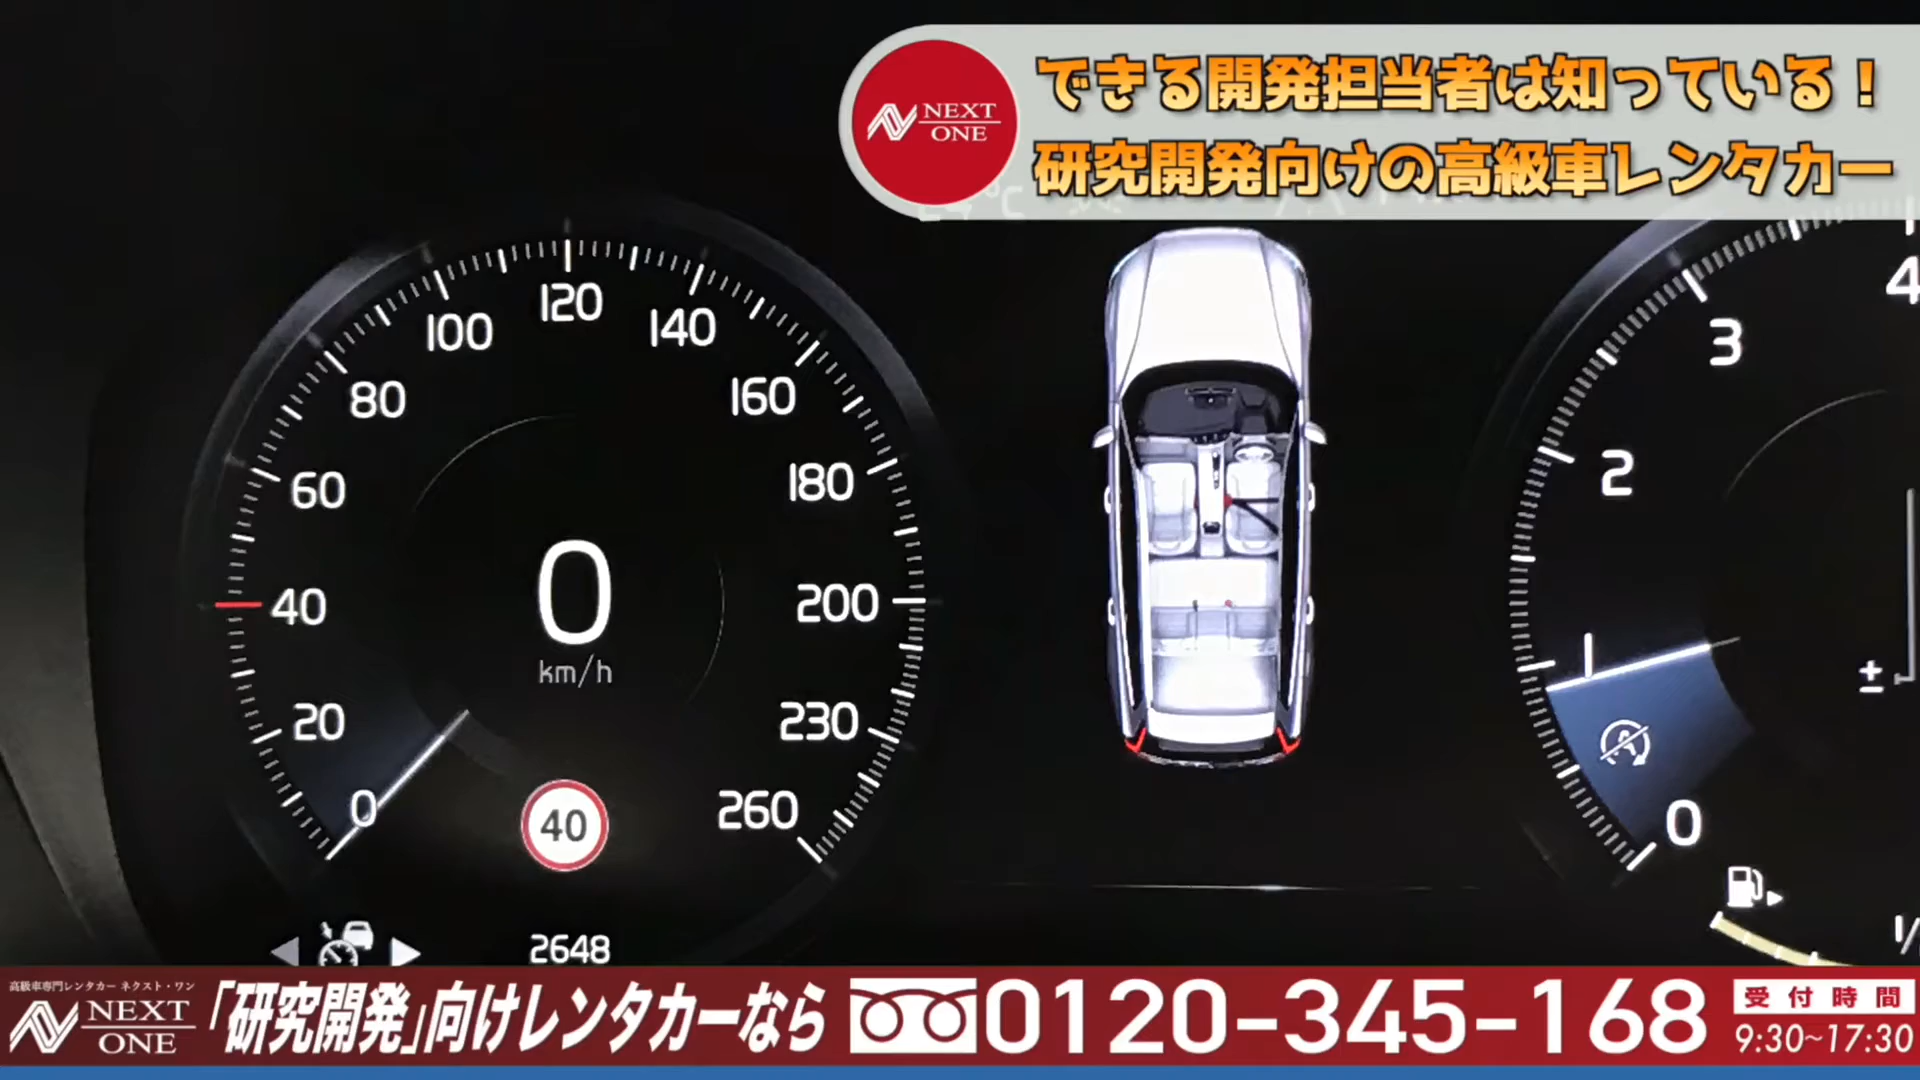 NEXT
ONE
できる開発担当者は知っている！
研究開発向けの高級車レンタカー
0
20
40
60
80
100
120
140
160
180
200
230
260
0
km/h
40
2648
0
1
2
3
4
±
高級車専門レンタカー ネクスト・ワン
NEXT
ONE
「研究開発」向けレンタカーなら
0120-345-168
受付時間
9:30~17:30